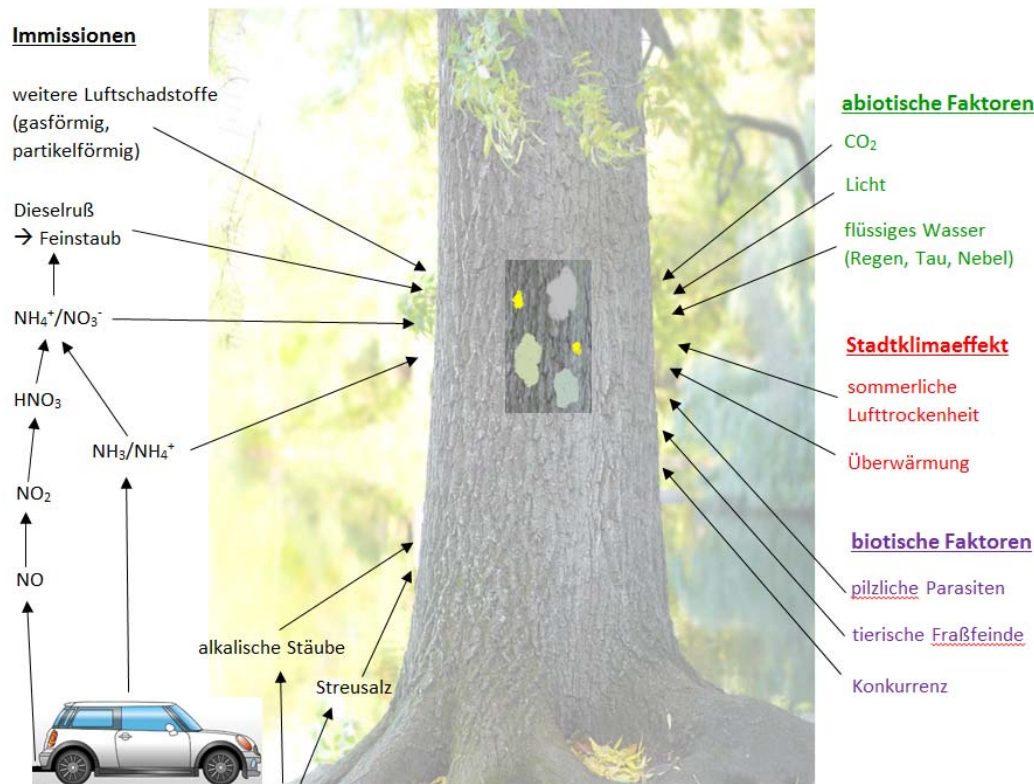 Immissionen
weitere Luftschadstoffe
(gasförmig,
partikelförmig)
Dieselruß
→ Feinstaub
NH₄⁺/NO₃⁻
HNO₃
NH₃/NH₄⁺
NO₂
NO
alkalische Stäube
Streusalz
abiotische Faktoren
CO₂
Licht
flüssiges Wasser
(Regen, Tau, Nebel)
Stadtklimaeffekt
sommerliche
Lufttrockenheit
Überwärmung
biotische Faktoren
pilzliche Parasiten
tierische Fraßfeinde
Konkurrenz